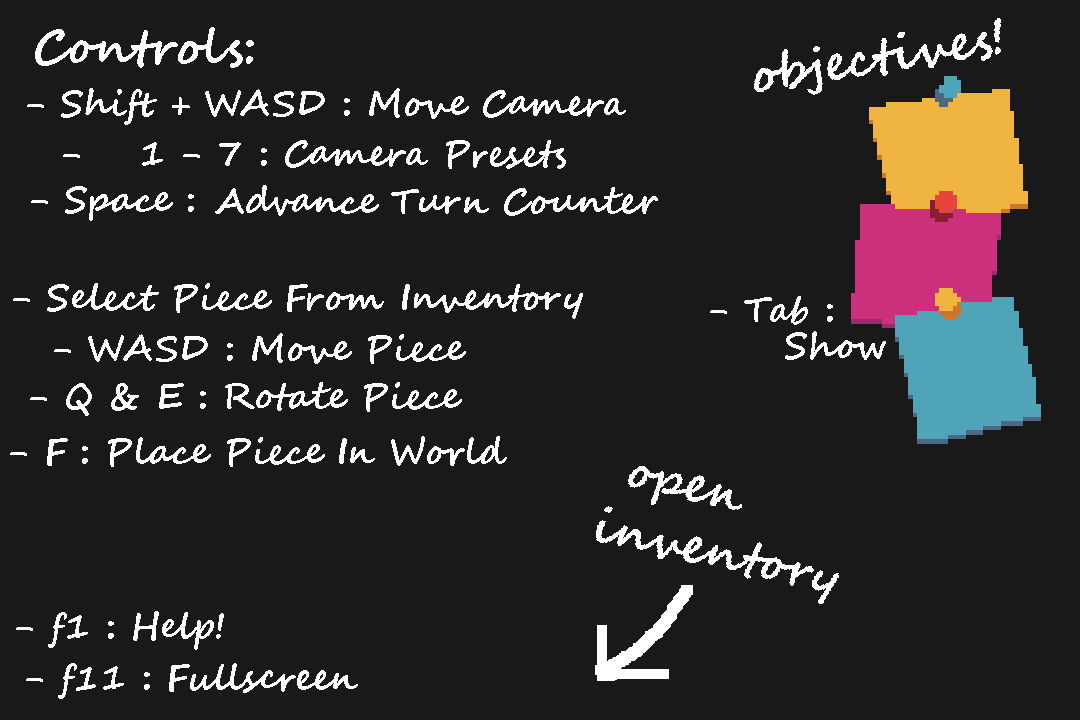 Controls:
- Shift + WASD : Move Camera
- 1 - 7 : Camera Presets
- Space : Advance Turn Counter
- Select Piece From Inventory
- WASD : Move Piece
- Q & E : Rotate Piece
- F : Place Piece In World
- f1 : Help!
- f11 : Fullscreen
objectives!
- Tab :
Show
open
inventory